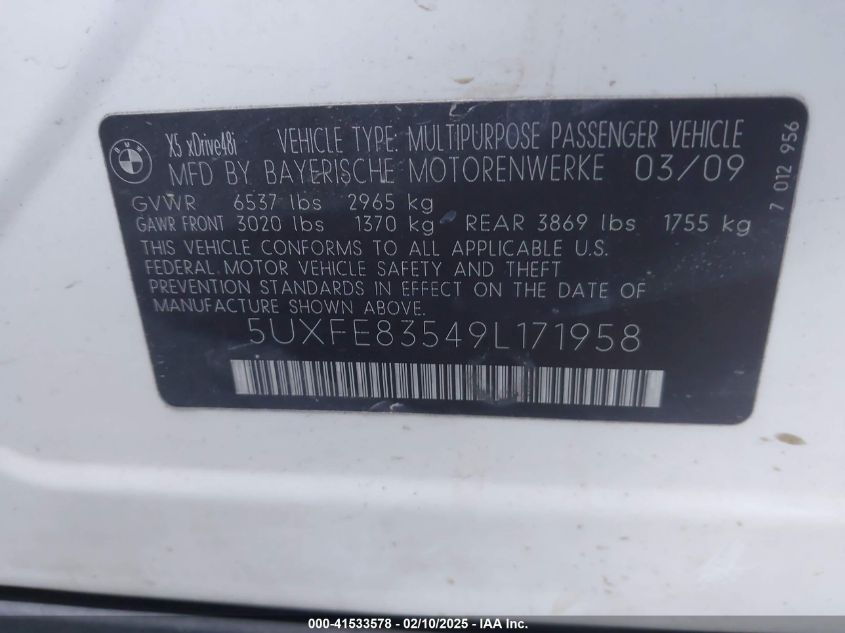 BMW
X5 xDrive48i VEHICLE TYPE: MULTIPURPOSE PASSENGER VEHICLE
MFD BY BAYERISCHE MOTORENWERKE 03/09
GVWR 6537 lbs 2965 kg
GAWR FRONT 3020 lbs 1370 kg REAR 3869 lbs 1755 kg
THIS VEHICLE CONFORMS TO ALL APPLICABLE U.S.
FEDERAL MOTOR VEHICLE SAFETY AND THEFT
PREVENTION STANDARDS IN EFFECT ON THE DATE OF
MANUFACTURE SHOWN ABOVE.
5UXFE83549L171958
7 012 956
000-41533578 - 02/10/2025 - IAA Inc.